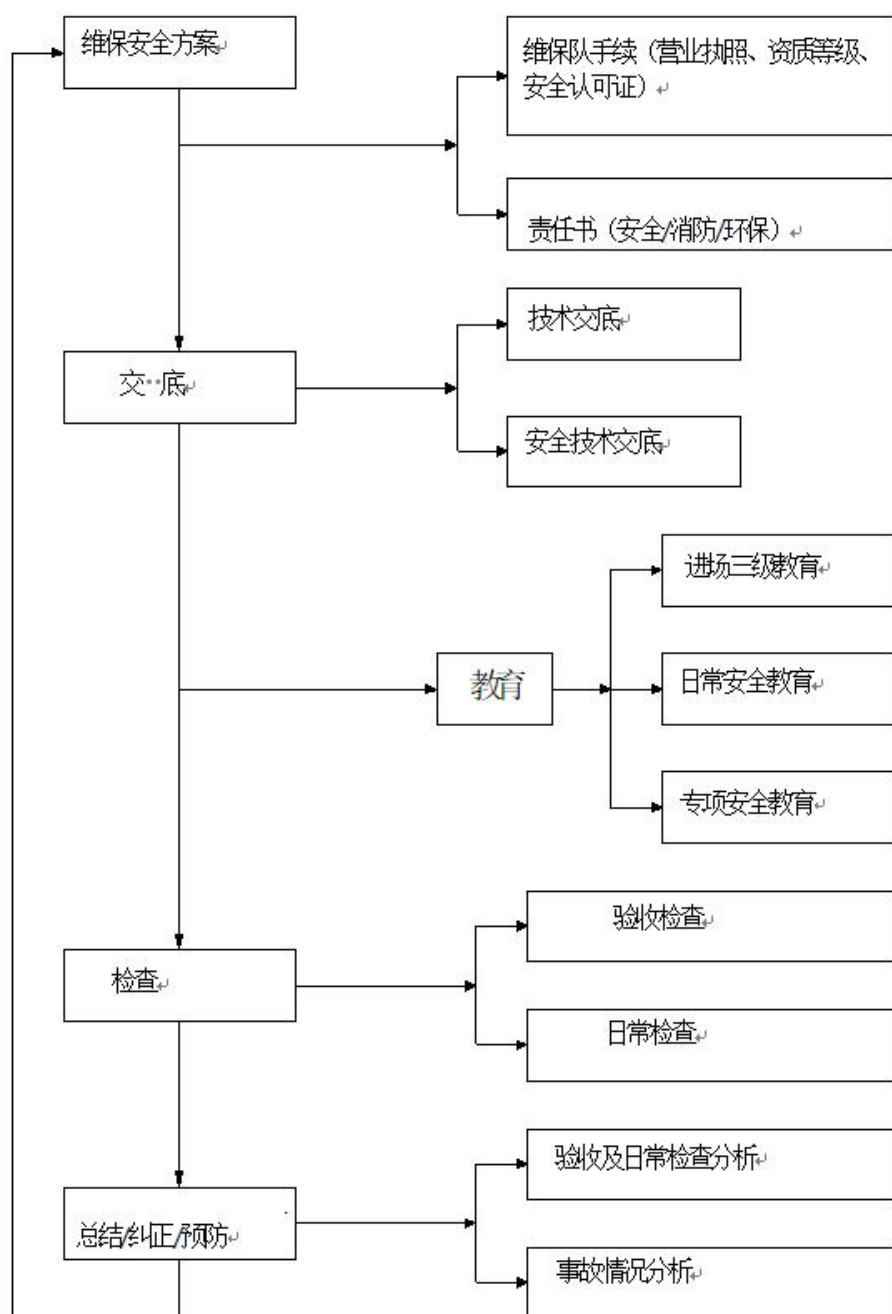 维保安全方案
维保队手续（营业执照、资质等级、
安全认可证）
责任书（安全/消防/环保）
技术交底
交··底
安全技术交底
进场三级教育
教育
日常安全教育
专项安全教育
验收检查
检查
日常检查
验收及日常检查分析
总结/纠正/预防
事故情况分析